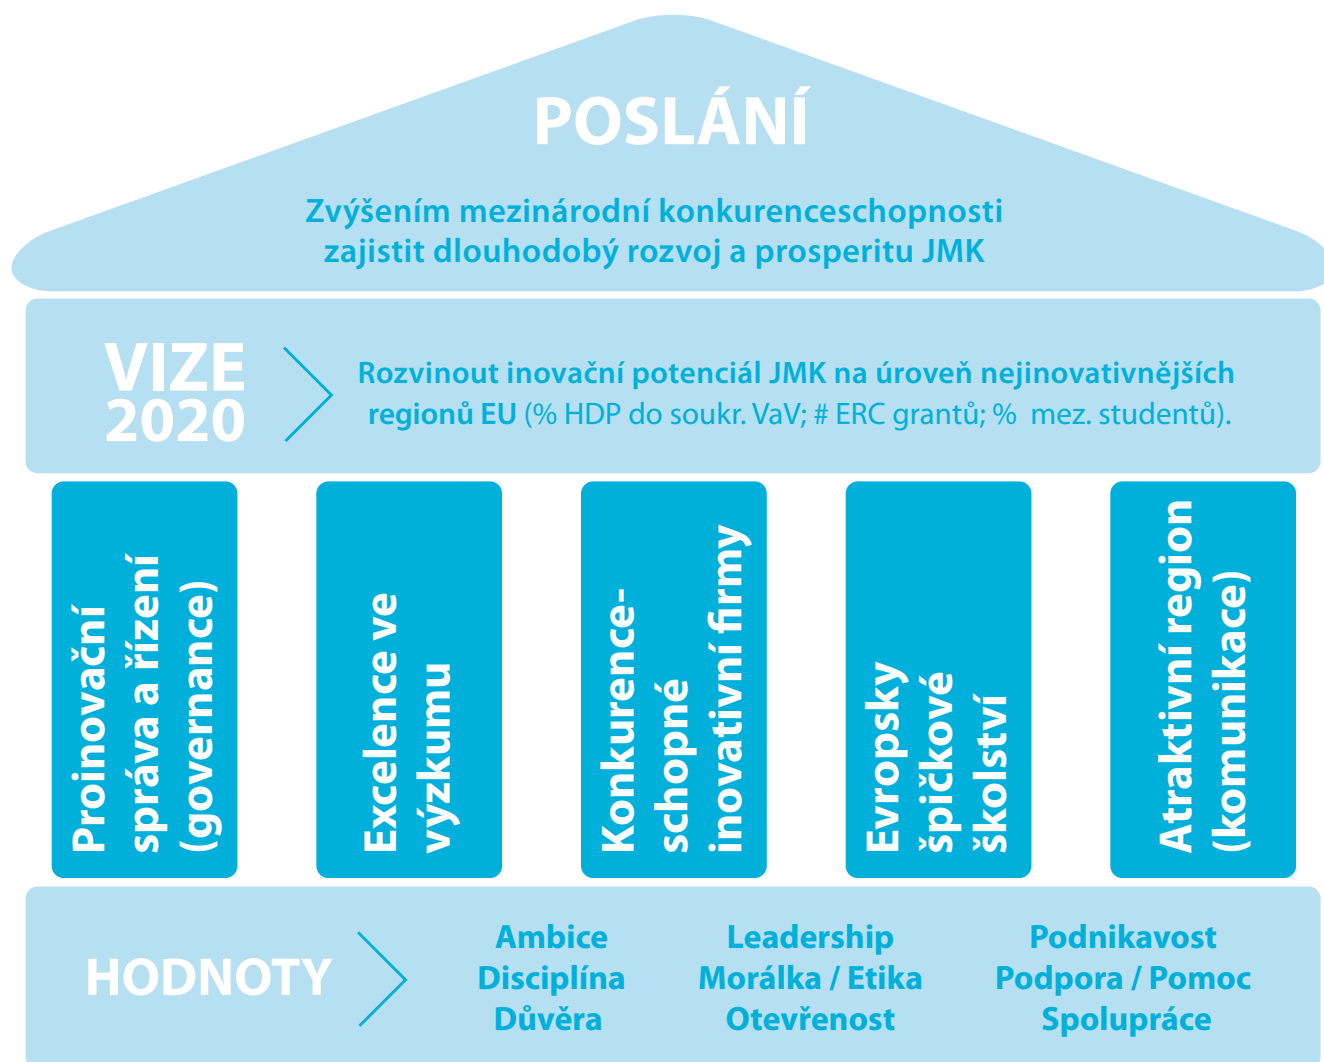 POSLÁNÍ
Zvýšením mezinárodní konkurenceschopnosti
zajistit dlouhodobý rozvoj a prosperitu JMK
VIZE
2020
Rozvinout inovační potenciál JMK na úroveň nejinovativnějších
regionů EU (% HDP do soukr. VaV; # ERC grantů; % mez. studentů).
Proinovační
správa a řízení
(governance)
Excelence ve
výzkumu
Konkurence-
schopné
inovativní firmy
Evropsky
špičkové
školství
Atraktivní region
(komunikace)
HODNOTY
Ambice
Disciplína
Důvěra
Leadership
Morálka / Etika
Otevřenost
Podnikavost
Podpora / Pomoc
Spolupráce